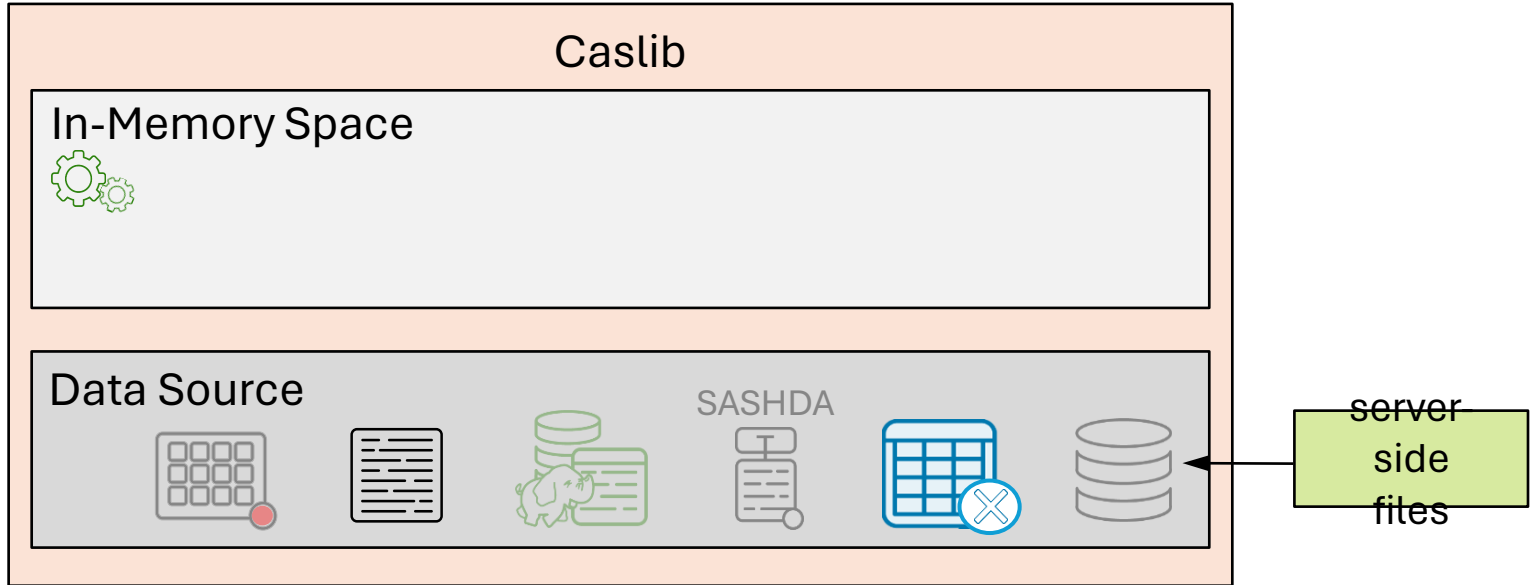 Caslib
In-Memory Space
Data Source
SASHDA
server-
side
files